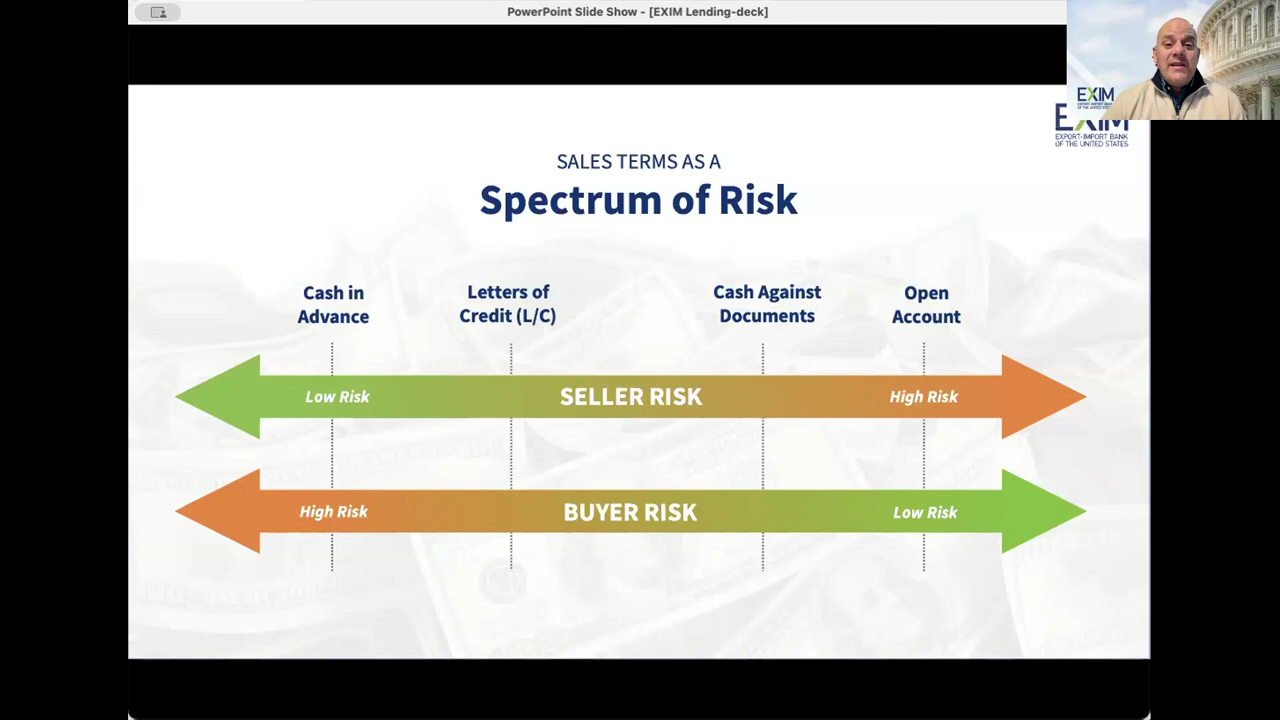 PowerPoint Slide Show - [EXIM Lending-deck]
EXIM
EXIM
EXPORT-IMPORT BANK
OF THE UNITED STATES
SALES TERMS AS A
Spectrum of Risk
Cash in
Advance
Letters of
Credit (L/C)
Cash Against
Documents
Open
Account
Low Risk
SELLER RISK
High Risk
High Risk
BUYER RISK
Low Risk